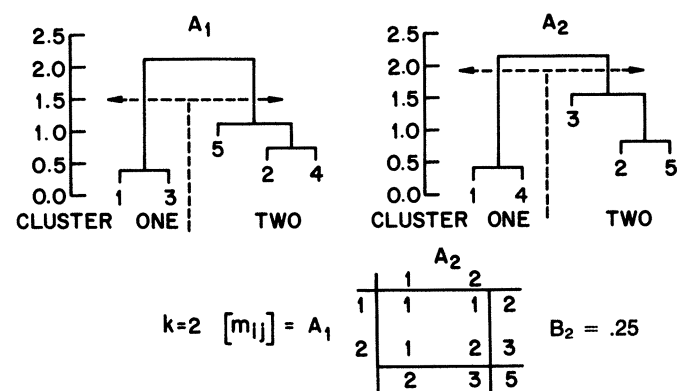 A1 A2
2.5 2.5
2.0 2.0
1.5 1.5
1.0 1.0
0.5 0.5
0.0 0.0
5 3
2 4 2 5
1 3 1 4
CLUSTER ONE TWO CLUSTER ONE TWO
A2
1 2
k=2 [mij] = A1 1 1 1 2 B2 = .25
2 1 2 3
2 3 5